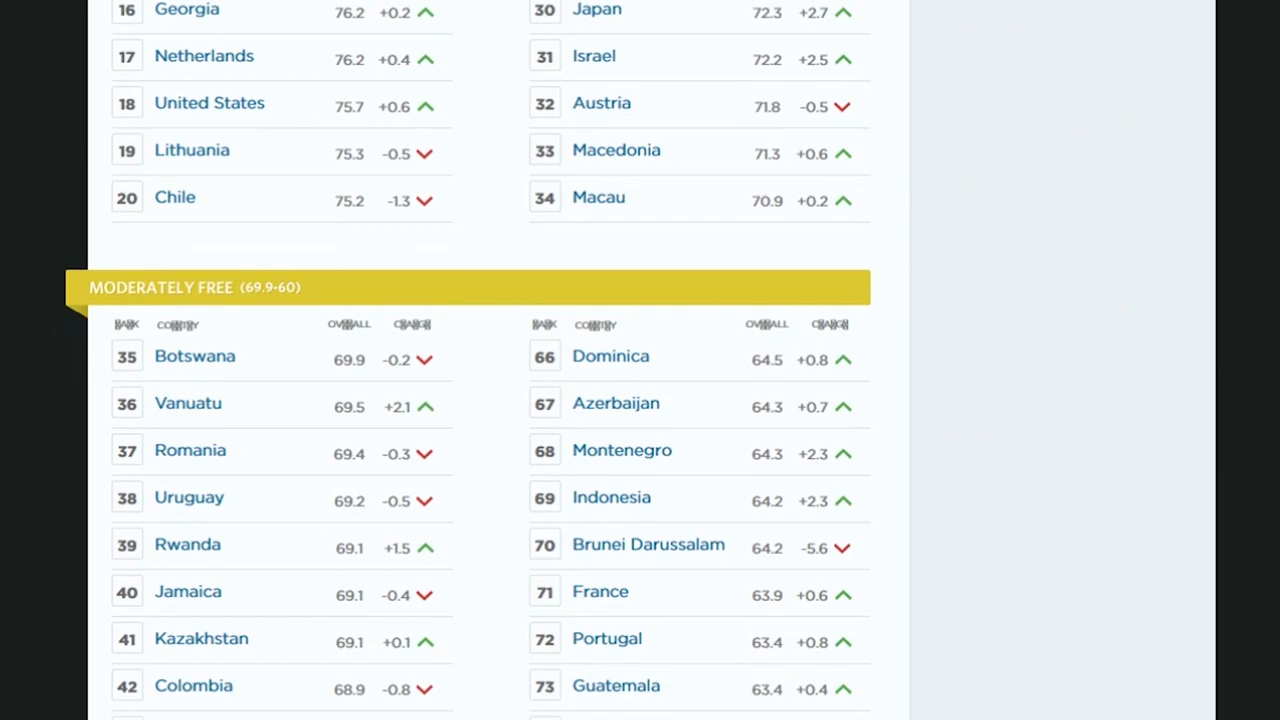 16 Georgia 76.2 +0.2
17 Netherlands 76.2 +0.4
18 United States 75.7 +0.6
19 Lithuania 75.3 -0.5
20 Chile 75.2 -1.3
30 Japan 72.3 +2.7
31 Israel 72.2 +2.5
32 Austria 71.8 -0.5
33 Macedonia 71.3 +0.6
34 Macau 70.9 +0.2
MODERATELY FREE (69.9-60)
35 Botswana 69.9 -0.2
36 Vanuatu 69.5 +2.1
37 Romania 69.4 -0.3
38 Uruguay 69.2 -0.5
39 Rwanda 69.1 +1.5
40 Jamaica 69.1 -0.4
41 Kazakhstan 69.1 +0.1
42 Colombia 68.9 -0.8
66 Dominica 64.5 +0.8
67 Azerbaijan 64.3 +0.7
68 Montenegro 64.3 +2.3
69 Indonesia 64.2 +2.3
70 Brunei Darussalam 64.2 -5.6
71 France 63.9 +0.6
72 Portugal 63.4 +0.8
73 Guatemala 63.4 +0.4